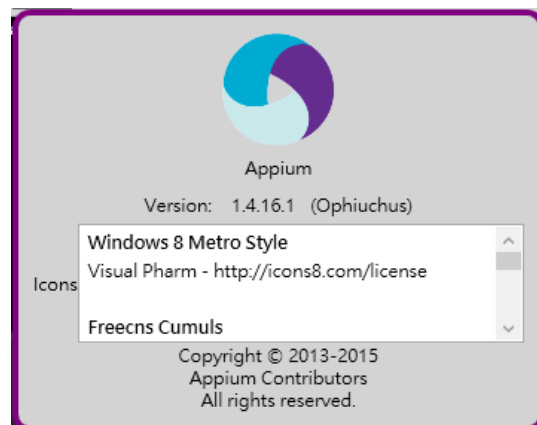 Appium
Version: 1.4.16.1 (Ophiuchus)
Windows 8 Metro Style
Visual Pharm - http://icons8.com/license
Icons
Freecns Cumuls
Copyright © 2013-2015
Appium Contributors
All rights reserved.